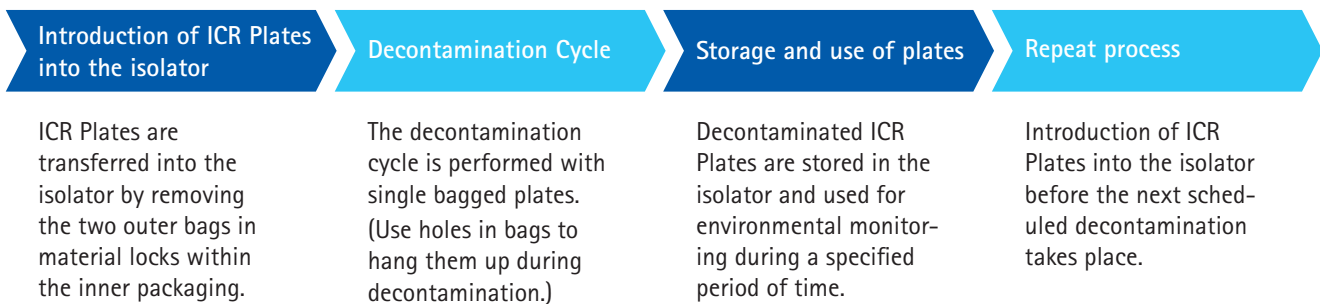 Introduction of ICR Plates
into the isolator
ICR Plates are
transferred into the
isolator by removing
the two outer bags in
material locks within
the inner packaging.
Decontamination Cycle
The decontamination
cycle is performed with
single bagged plates.
(Use holes in bags to
hang them up during
decontamination.)
Storage and use of plates
Decontaminated ICR
Plates are stored in the
isolator and used for
environmental monitor-
ing during a specified
period of time.
Repeat process
Introduction of ICR
Plates into the isolator
before the next sched-
uled decontamination
takes place.